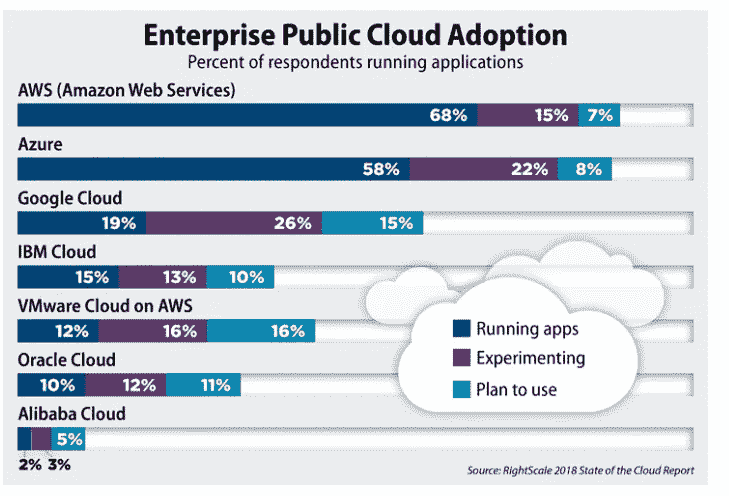 Enterprise Public Cloud Adoption
Percent of respondents running applications
AWS (Amazon Web Services)
68% 15% 7%
Azure
58% 22% 8%
Google Cloud
19% 26% 15%
IBM Cloud
15% 13% 10%
VMware Cloud on AWS
12% 16% 16%
Oracle Cloud
10% 12% 11%
Alibaba Cloud
5%
2% 3%
Running apps
Experimenting
Plan to use
Source: RightScale 2018 State of the Cloud Report